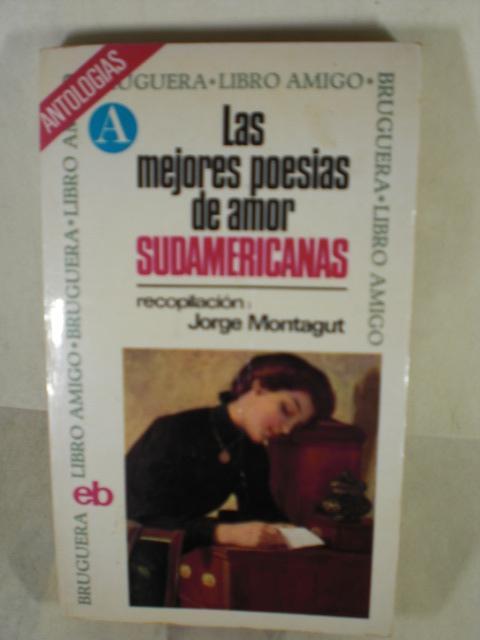 ANTOLOGIAS
BRUGUERA • LIBRO AMIGO •
BRUGUERA • LIBRO AMIGO
A
Las
mejores poesias
de amor
SUDAMERICANAS
recopilación:
Jorge Montagut
BRUGUERA LIBRO AMIGO • BRUGUERA • LIBRO
eb